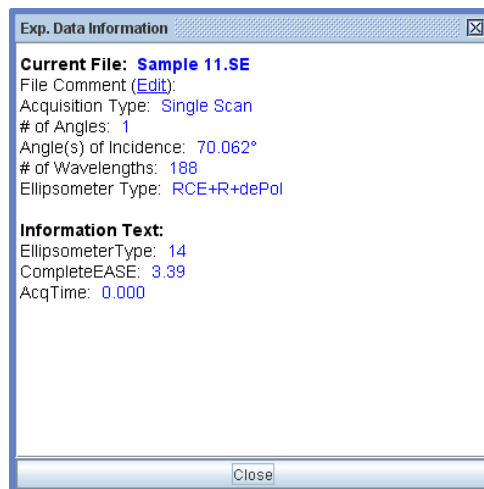 Exp. Data Information
Current File: Sample 11.SE
File Comment (Edit):
Acquisition Type: Single Scan
# of Angles: 1
Angle(s) of Incidence: 70.062°
# of Wavelengths: 188
Ellipsometer Type: RCE+R+dePol
Information Text:
EllipsometerType: 14
CompleteEASE: 3.39
AcqTime: 0.000
Close